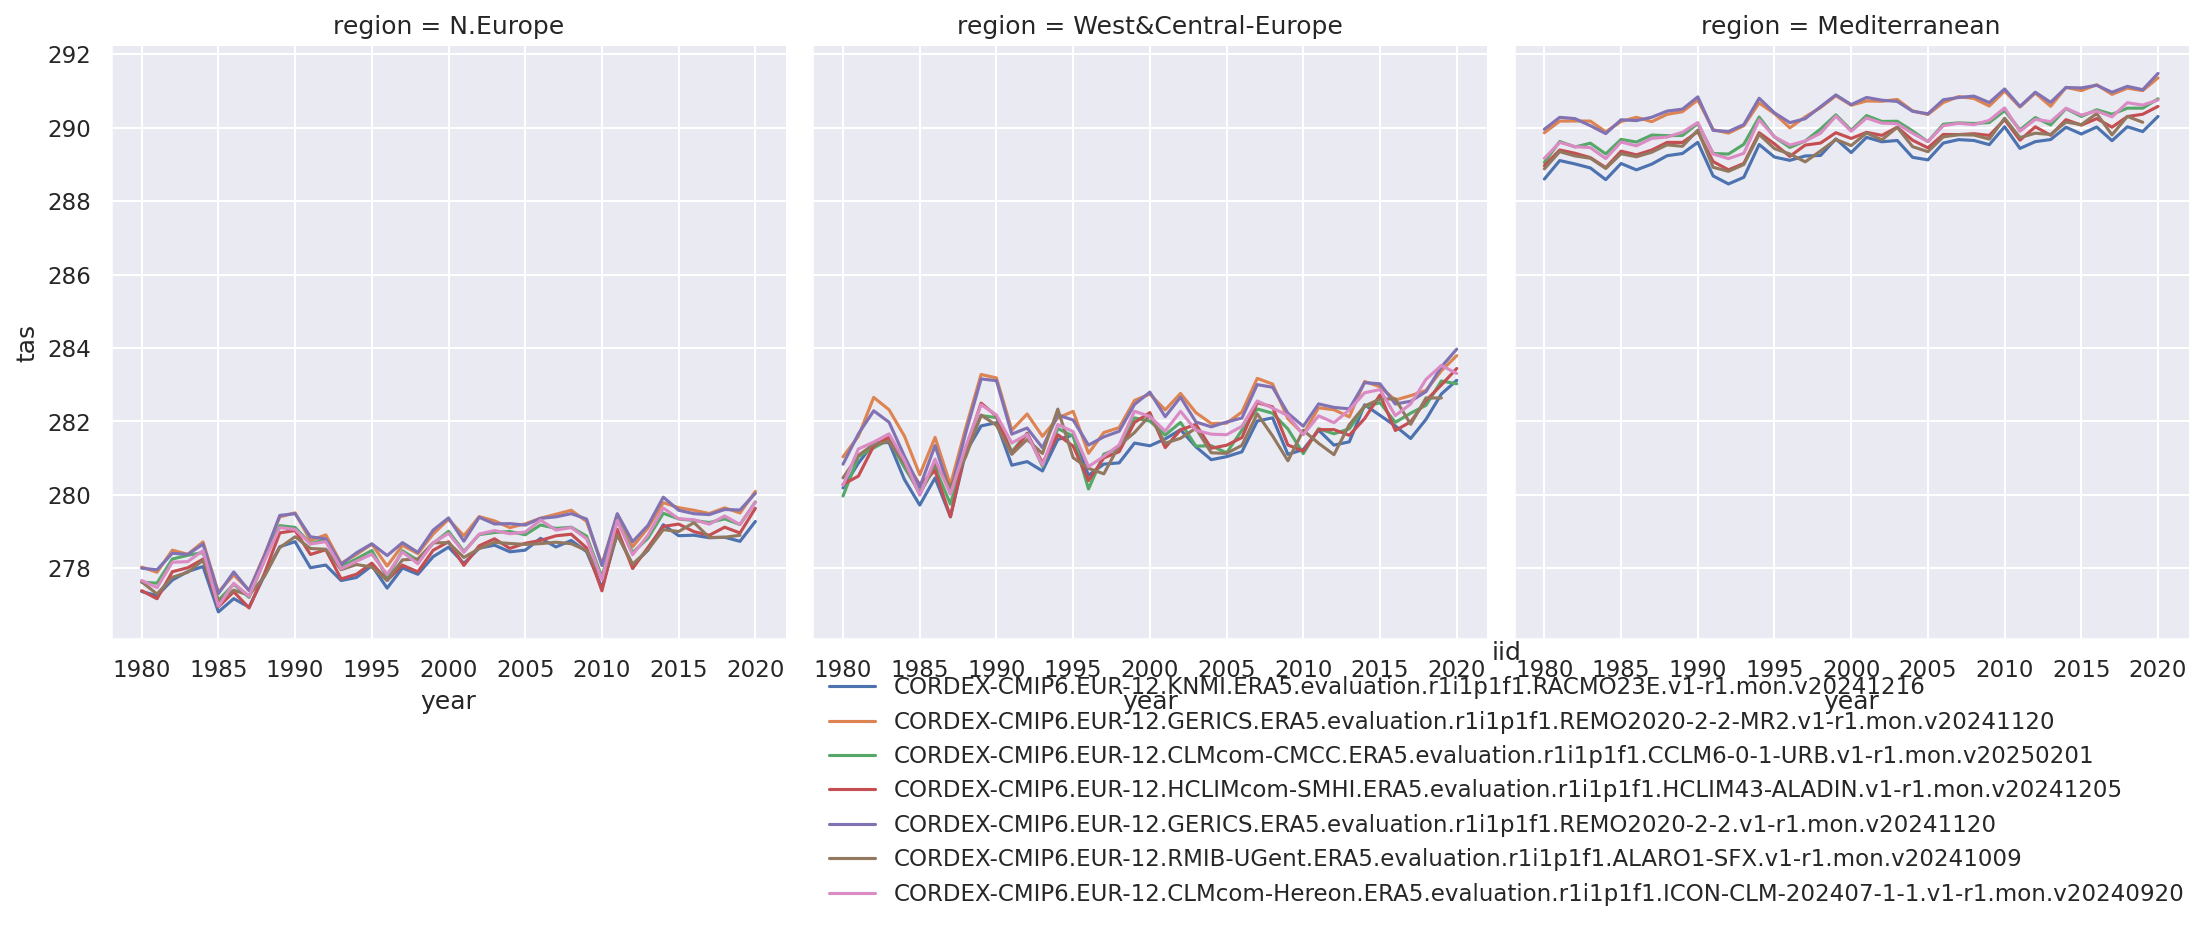 region = N.Europe
region = West&Central-Europe
region = Mediterranean
292
290
288
286
284
282
280
278
tas
1980 1985 1990 1995 2000 2005 2010 2015 2020
year
1980 1985 1990 1995 2000 2005 2010 2015 2020
year
1980 1985 1990 1995 2000 2005 2010 2015 2020
year
iid
CORDEX-CMIP6.EUR-12.KNMI.ERA5.evaluation.r1i1p1f1.RACMO23E.v1-r1.mon.v20241216
CORDEX-CMIP6.EUR-12.GERICS.ERA5.evaluation.r1i1p1f1.REMO2020-2-2-MR2.v1-r1.mon.v20241120
CORDEX-CMIP6.EUR-12.CLMcom-CMCC.ERA5.evaluation.r1i1p1f1.CCLM6-0-1-URB.v1-r1.mon.v20250201
CORDEX-CMIP6.EUR-12.HCLIMcom-SMHI.ERA5.evaluation.r1i1p1f1.HCLIM43-ALADIN.v1-r1.mon.v20241205
CORDEX-CMIP6.EUR-12.GERICS.ERA5.evaluation.r1i1p1f1.REMO2020-2-2.v1-r1.mon.v20241120
CORDEX-CMIP6.EUR-12.RMIB-UGent.ERA5.evaluation.r1i1p1f1.ALARO1-SFX.v1-r1.mon.v20241009
CORDEX-CMIP6.EUR-12.CLMcom-Hereon.ERA5.evaluation.r1i1p1f1.ICON-CLM-202407-1-1.v1-r1.mon.v20240920